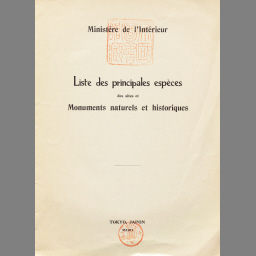 Ministère de l'Intérieur
Liste des principales espèces
des sites et
Monuments naturels et historiques
TOKYO, JAPON